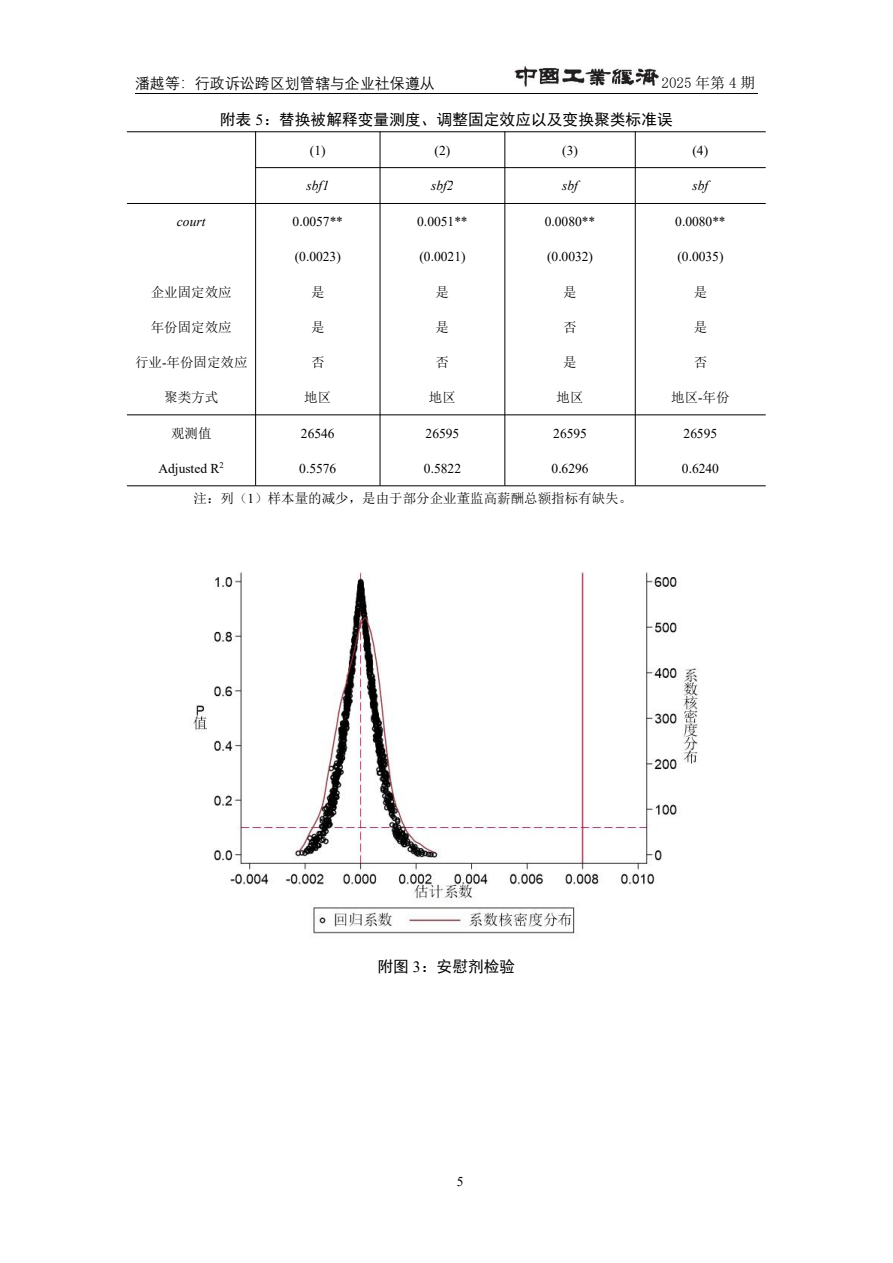 潘越等：行政诉讼跨区划管辖与企业社保遵从 中國工業經濟 2025 年第 4 期
附表 5：替换被解释变量测度、调整固定效应以及变换聚类标准误
(1) (2) (3) (4)
sbf1 sbf2 sbf sbf
court 0.0057** 0.0051** 0.0080** 0.0080**
(0.0023) (0.0021) (0.0032) (0.0035)
企业固定效应 是 是 是 是
年份固定效应 是 是 否 是
行业-年份固定效应 否 否 是 否
聚类方式 地区 地区 地区 地区-年份
观测值 26546 26595 26595 26595
Adjusted R² 0.5576 0.5822 0.6296 0.6240
注：列（1）样本量的减少，是由于部分企业董监高薪酬总额指标有缺失。
1.0 600
0.8 500
400
0.6
300
0.4
200
0.2
100
0.0 0
P值
系数核密度分布
-0.004 -0.002 0.000 0.002 0.004 0.006 0.008 0.010
估计系数
回归系数 系数核密度分布
附图 3：安慰剂检验
5